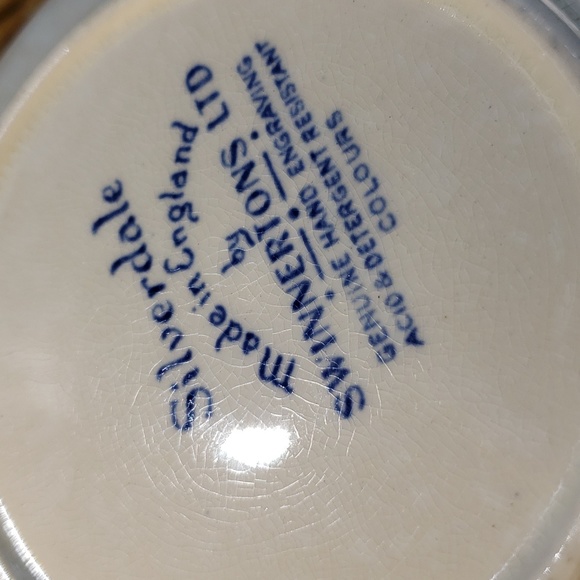 Silverdale
Made in England
by
SWINNERTONS LTD
GENUINE HAND ENGRAVING
ACID & DETERGENT RESISTANT
COLOURS